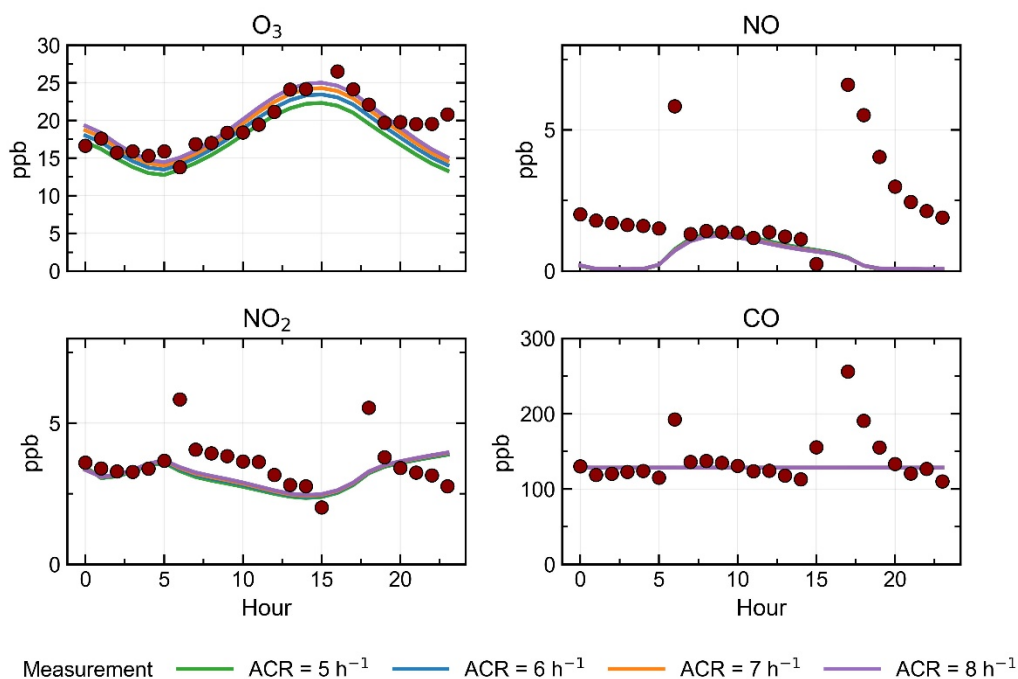 O₃
NO
30
25
20
15
10
5
0
ppb
5
0
ppb
NO₂
CO
5
0
ppb
300
200
100
0
ppb
0 5 10 15 20
0 5 10 15 20
Hour
Hour
Measurement ACR = 5 h⁻¹ ACR = 6 h⁻¹ ACR = 7 h⁻¹ ACR = 8 h⁻¹